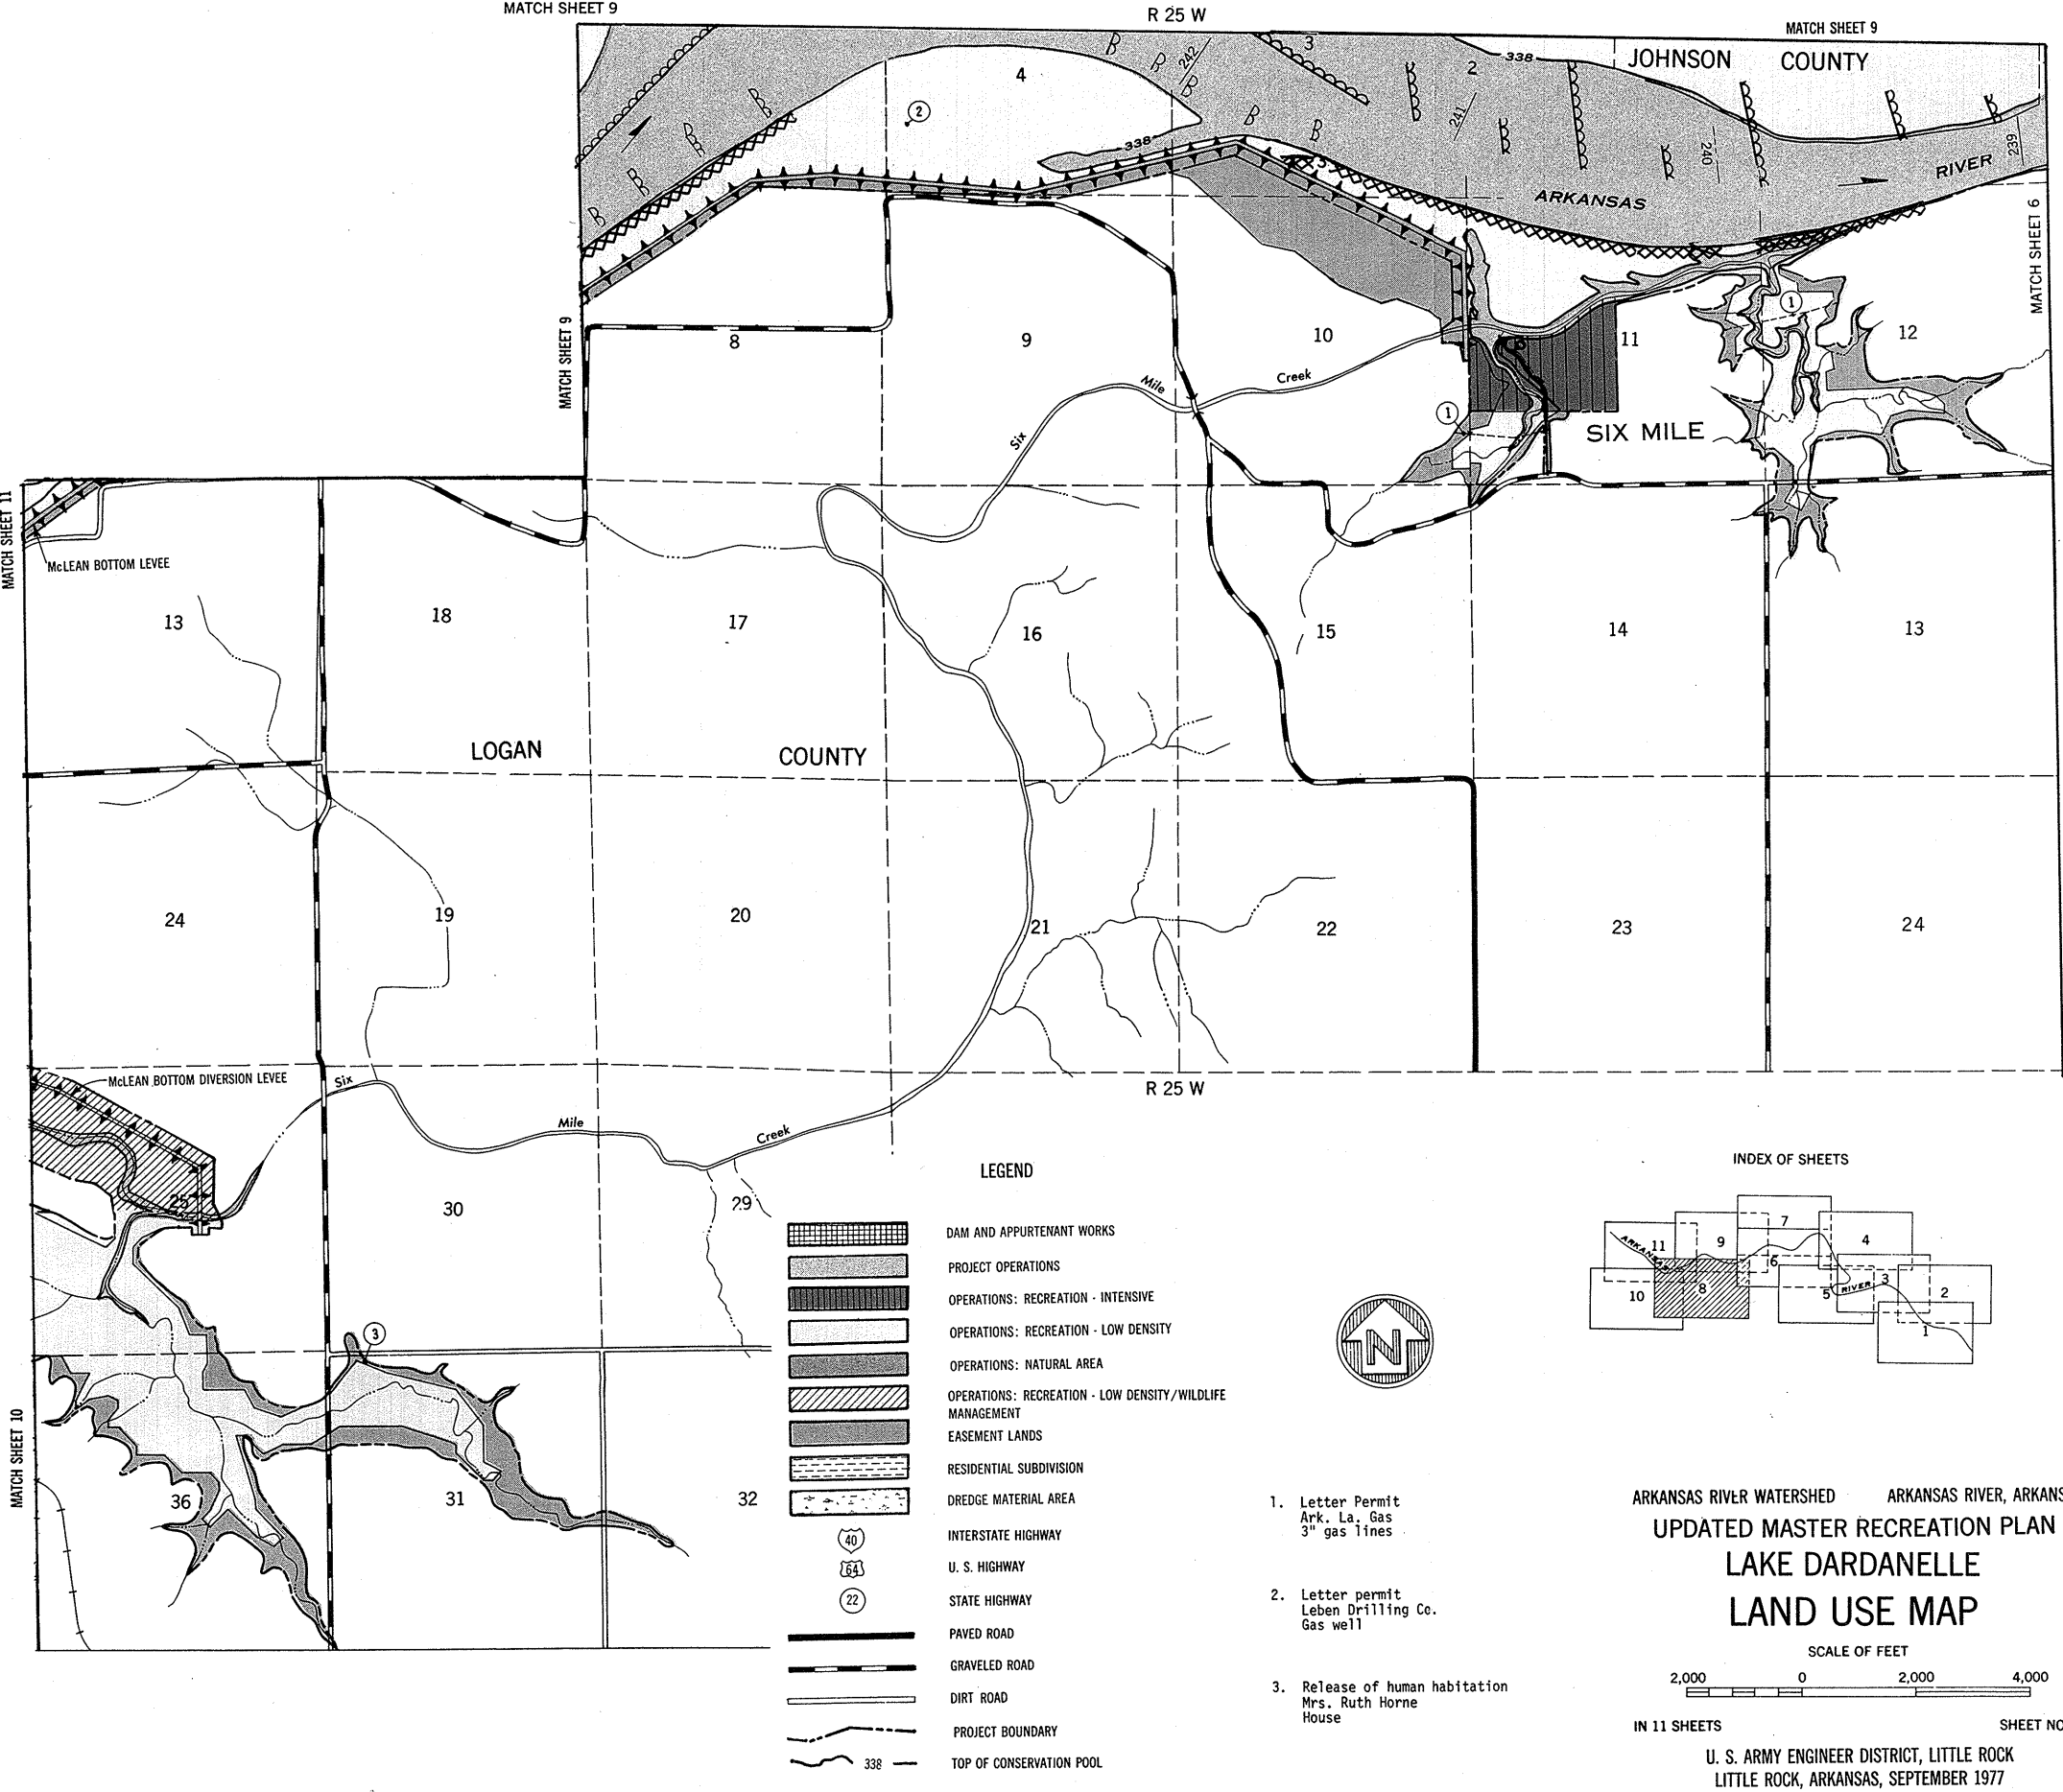 MATCH SHEET 9
R 25 W
MATCH SHEET 9
JOHNSON COUNTY
338
3
2
4
2
242
241
240
239
338
ARKANSAS RIVER
MATCH SHEET 6
MATCH SHEET 9
8
9
10
11
12
1
1
Six Mile Creek
SIX MILE
MATCH SHEET 11
McLEAN BOTTOM LEVEE
13
18
17
16
15
14
13
LOGAN COUNTY
24
19
20
21
22
23
24
McLEAN BOTTOM DIVERSION LEVEE
R 25 W
Six Mile Creek
25
30
29
3
MATCH SHEET 10
36
31
32
LEGEND
DAM AND APPURTENANT WORKS
PROJECT OPERATIONS
OPERATIONS: RECREATION - INTENSIVE
OPERATIONS: RECREATION - LOW DENSITY
OPERATIONS: NATURAL AREA
OPERATIONS: RECREATION - LOW DENSITY/WILDLIFE
MANAGEMENT
EASEMENT LANDS
RESIDENTIAL SUBDIVISION
DREDGE MATERIAL AREA
40 INTERSTATE HIGHWAY
64 U. S. HIGHWAY
22 STATE HIGHWAY
PAVED ROAD
GRAVELED ROAD
DIRT ROAD
PROJECT BOUNDARY
338 TOP OF CONSERVATION POOL
N
1. Letter Permit
Ark. La. Gas
3" gas lines
2. Letter permit
Leben Drilling Co.
Gas well
3. Release of human habitation
Mrs. Ruth Horne
House
INDEX OF SHEETS
7
11
9
4
6
10
8
5
3
2
1
RIVER
ARKANSAS RIVER WATERSHED ARKANSAS RIVER, ARKANS
UPDATED MASTER RECREATION PLAN
LAKE DARDANELLE
LAND USE MAP
SCALE OF FEET
2,000 0 2,000 4,000
IN 11 SHEETS SHEET NO
U. S. ARMY ENGINEER DISTRICT, LITTLE ROCK
LITTLE ROCK, ARKANSAS, SEPTEMBER 1977